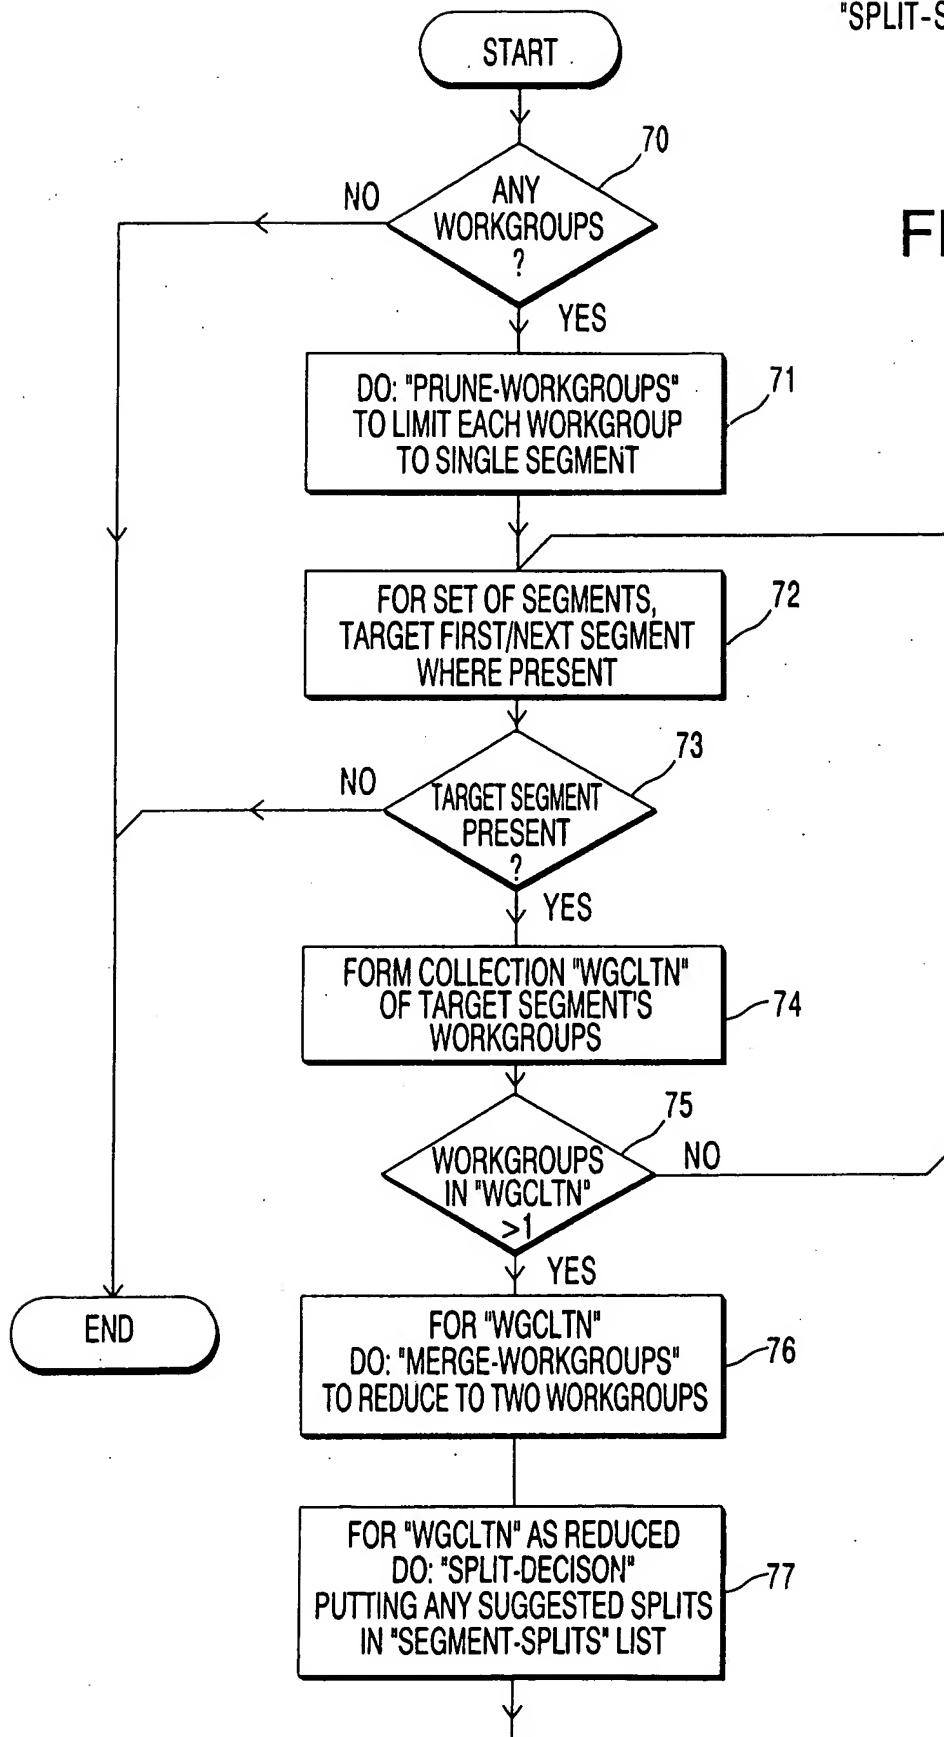 "SPLIT-S
START
70
NO
ANY
WORKGROUPS
?
FI
YES
DO: "PRUNE-WORKGROUPS"
TO LIMIT EACH WORKGROUP
TO SINGLE SEGMENT
71
FOR SET OF SEGMENTS,
TARGET FIRST/NEXT SEGMENT
WHERE PRESENT
72
73
NO
TARGET SEGMENT
PRESENT
?
YES
FORM COLLECTION "WGCLTN"
OF TARGET SEGMENT'S
WORKGROUPS
74
75
WORKGROUPS
IN "WGCLTN"
>1
NO
YES
END
FOR "WGCLTN"
DO: "MERGE-WORKGROUPS"
TO REDUCE TO TWO WORKGROUPS
76
FOR "WGCLTN" AS REDUCED
DO: "SPLIT-DECISON"
PUTTING ANY SUGGESTED SPLITS
IN "SEGMENT-SPLITS" LIST
77